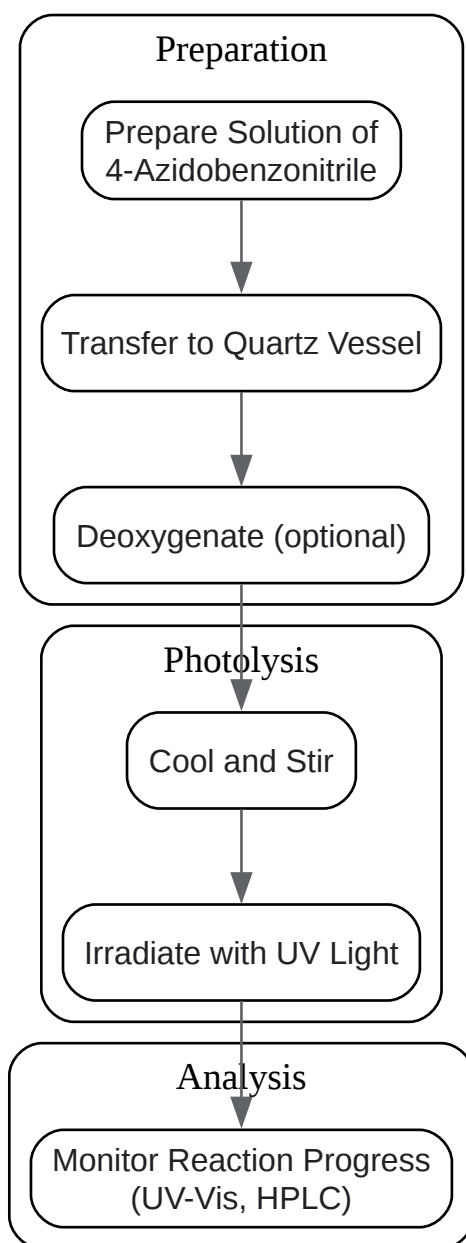 Preparation
Prepare Solution of
4-Azidobenzonitrile
Transfer to Quartz Vessel
Deoxygenate (optional)
Photolysis
Cool and Stir
Irradiate with UV Light
Analysis
Monitor Reaction Progress
(UV-Vis, HPLC)